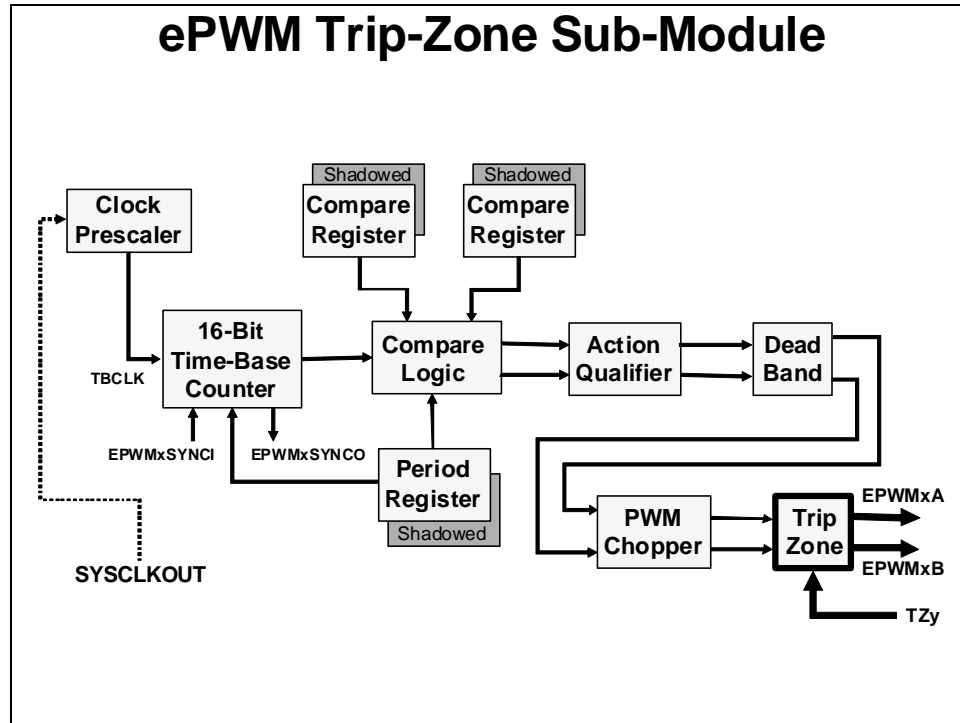 ePWM Trip-Zone Sub-Module
Shadowed
Compare
Register
Shadowed
Compare
Register
Clock
Prescaler
16-Bit
Time-Base
Counter
TBCLK
Compare
Logic
Action
Qualifier
Dead
Band
EPWMxSYNCI
EPWMxSYNCO
Period
Register
Shadowed
PWM
Chopper
Trip
Zone
EPWMxA
EPWMxB
TZy
SYSCLKOUT